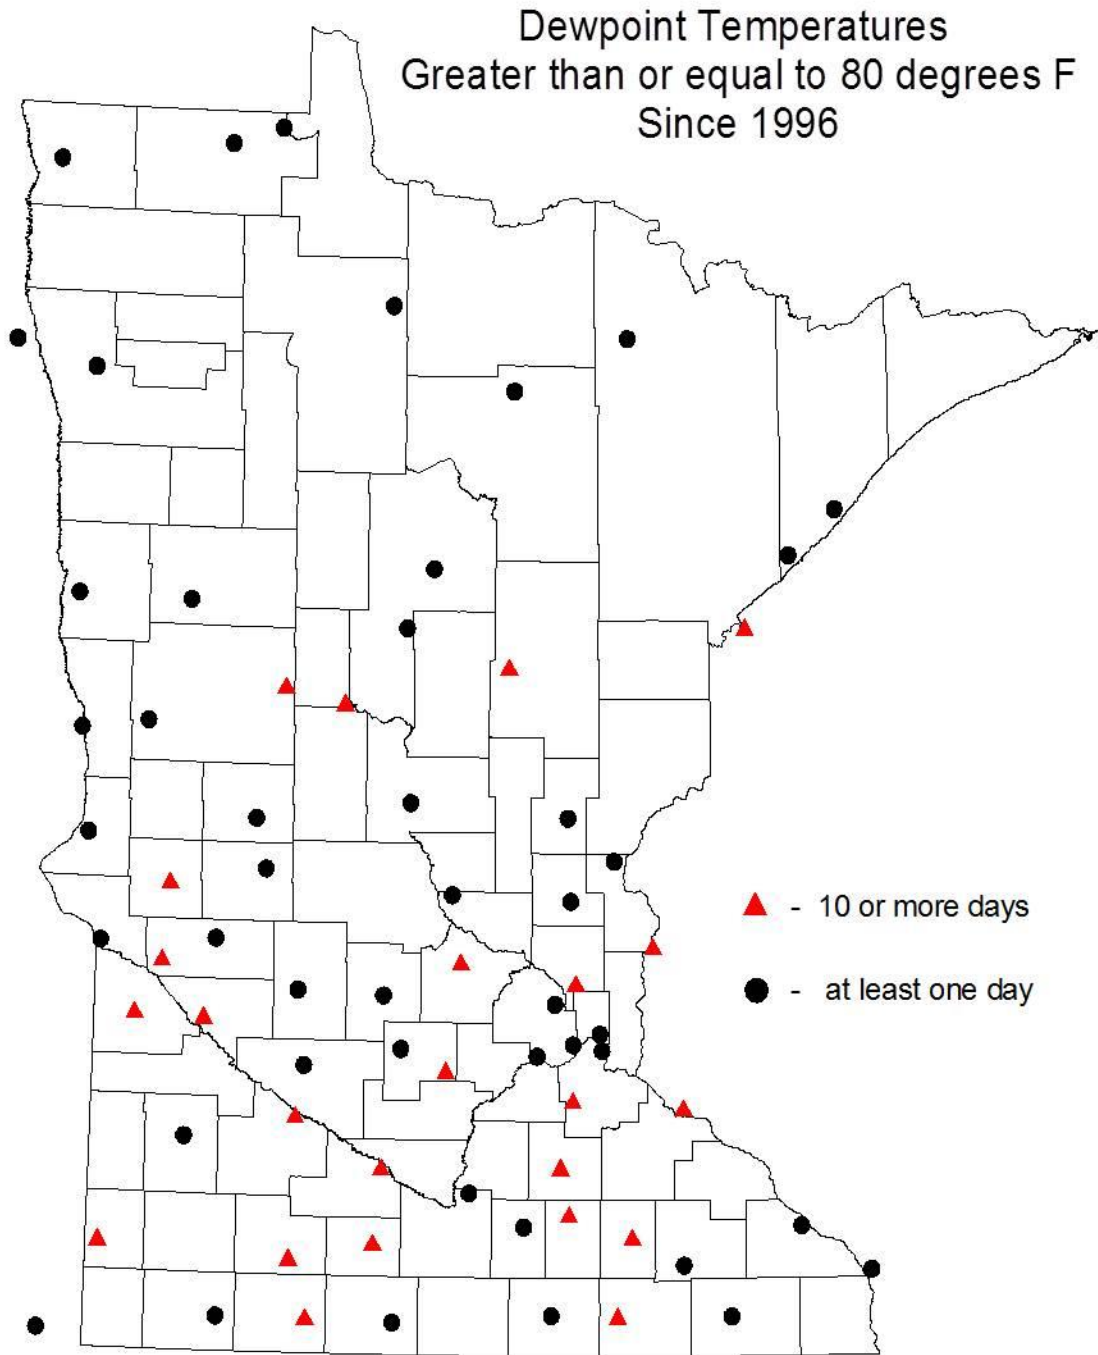 Dewpoint Temperatures
Greater than or equal to 80 degrees F
Since 1996
- 10 or more days
- at least one day